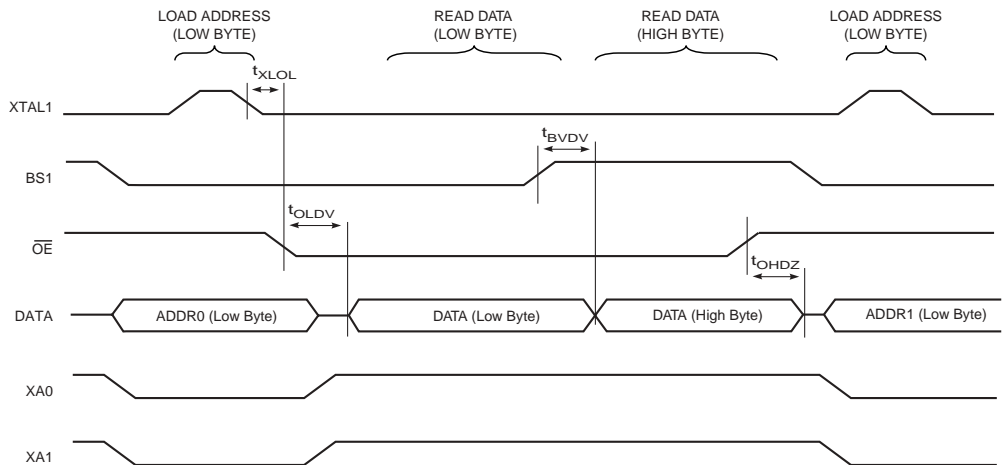 LOAD ADDRESS
(LOW BYTE)
READ DATA
(LOW BYTE)
READ DATA
(HIGH BYTE)
LOAD ADDRESS
(LOW BYTE)
tXLOL
XTAL1
tBVDV
BS1
tOLDV
OE
tOHDZ
DATA
ADDR0 (Low Byte)
DATA (Low Byte)
DATA (High Byte)
ADDR1 (Low Byte)
XA0
XA1